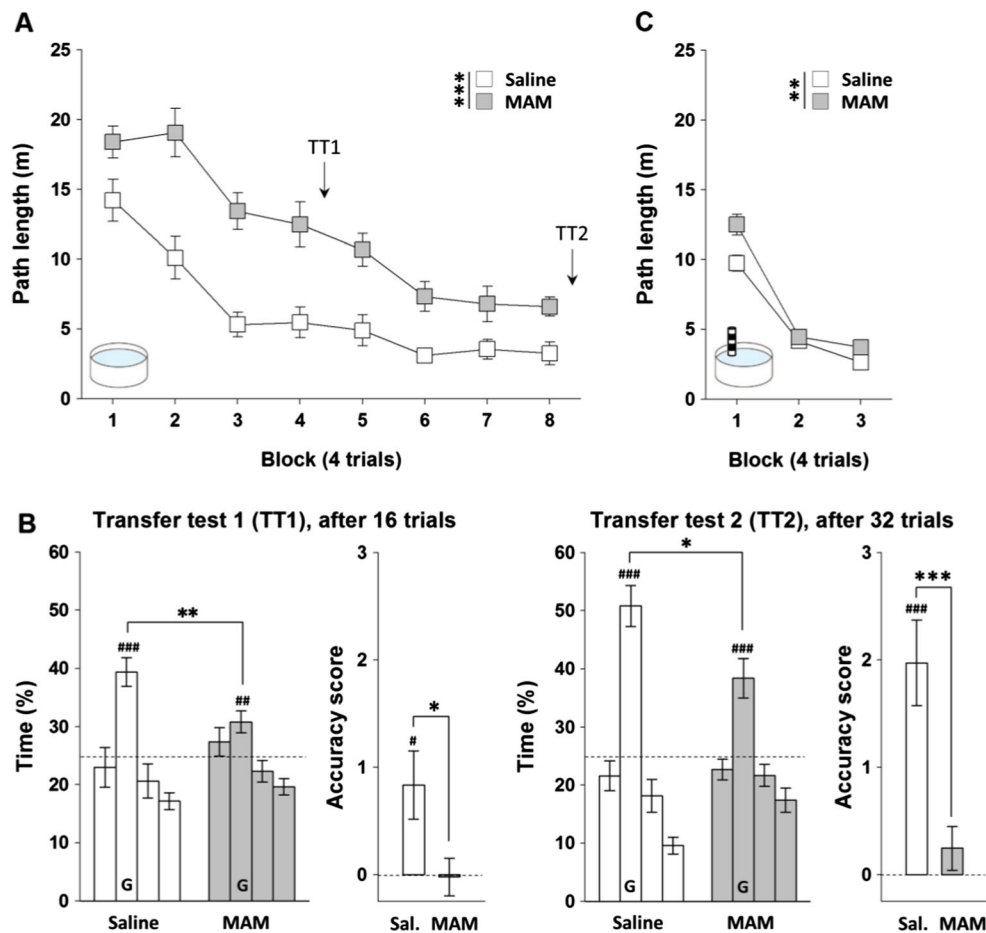 A
25
20
15
10
5
0
Path length (m)
*** Saline
MAM
TT1
TT2
1 2 3 4 5 6 7 8
Block (4 trials)
C
25
20
15
10
5
0
Path length (m)
** Saline
MAM
1 2 3
Block (4 trials)
B
Transfer test 1 (TT1), after 16 trials
60
50
40
30
20
10
0
Time (%)
**
###
##
G G
Saline MAM
3
2
1
0
Accuracy score
*
#
Sal. MAM
Transfer test 2 (TT2), after 32 trials
60
50
40
30
20
10
0
Time (%)
*
###
###
G G
Saline MAM
3
2
1
0
Accuracy score
***
###
Sal. MAM